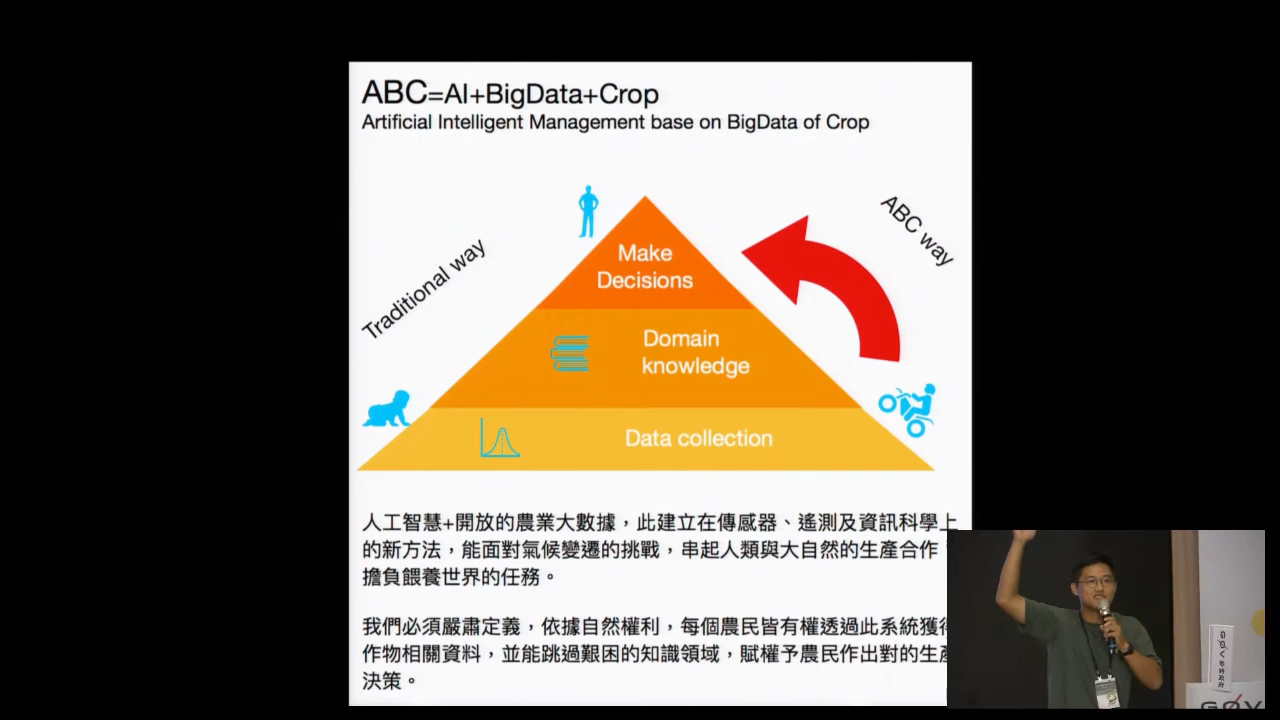 ABC=AI+BigData+Crop
Artificial Intelligent Management base on BigData of Crop
Traditional way
ABC way
Make
Decisions
Domain
knowledge
Data collection
人工智慧+開放的農業大數據，此建立在傳感器、遙測及資訊科學上
的新方法，能面對氣候變遷的挑戰，串起人類與大自然的生產合作
擔負餵養世界的任務。
我們必須嚴肅定義，依據自然權利，每個農民皆有權透過此系統獲得
作物相關資料，並能跳過艱困的知識領域，賦權予農民作出對的生產
決策。
g0v
零時政府